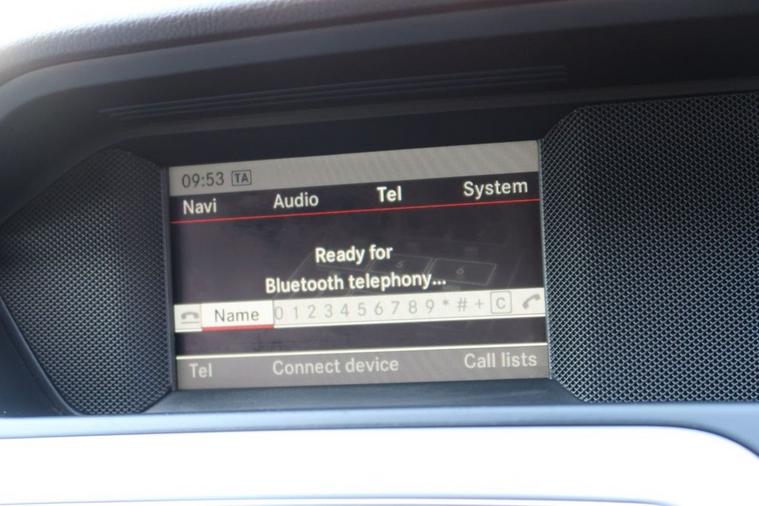 09:53 TA
Navi Audio Tel System
Ready for
Bluetooth telephony...
Name 0 1 2 3 4 5 6 7 8 9 * # + C
Tel Connect device Call lists